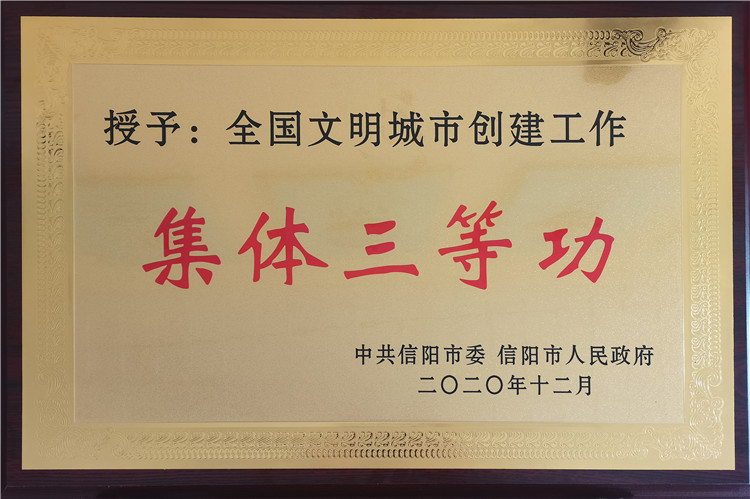 授予：全国文明城市创建工作
集体三等功
中共信阳市委 信阳市人民政府
二〇二〇年十二月